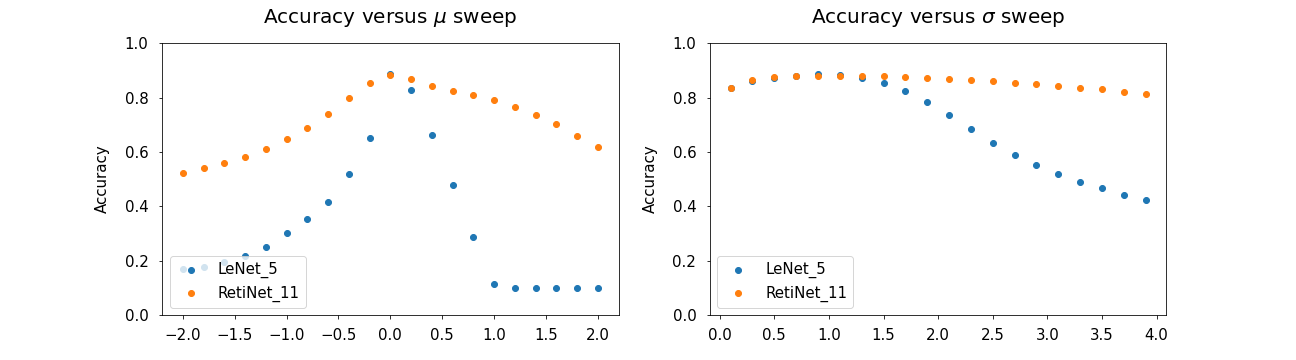 Accuracy versus μ sweep
Accuracy
1.0
0.8
0.6
0.4
0.2
0.0
LeNet_5
RetiNet_11
−2.0 −1.5 −1.0 −0.5 0.0 0.5 1.0 1.5 2.0
Accuracy versus σ sweep
Accuracy
1.0
0.8
0.6
0.4
0.2
0.0
LeNet_5
RetiNet_11
0.0 0.5 1.0 1.5 2.0 2.5 3.0 3.5 4.0